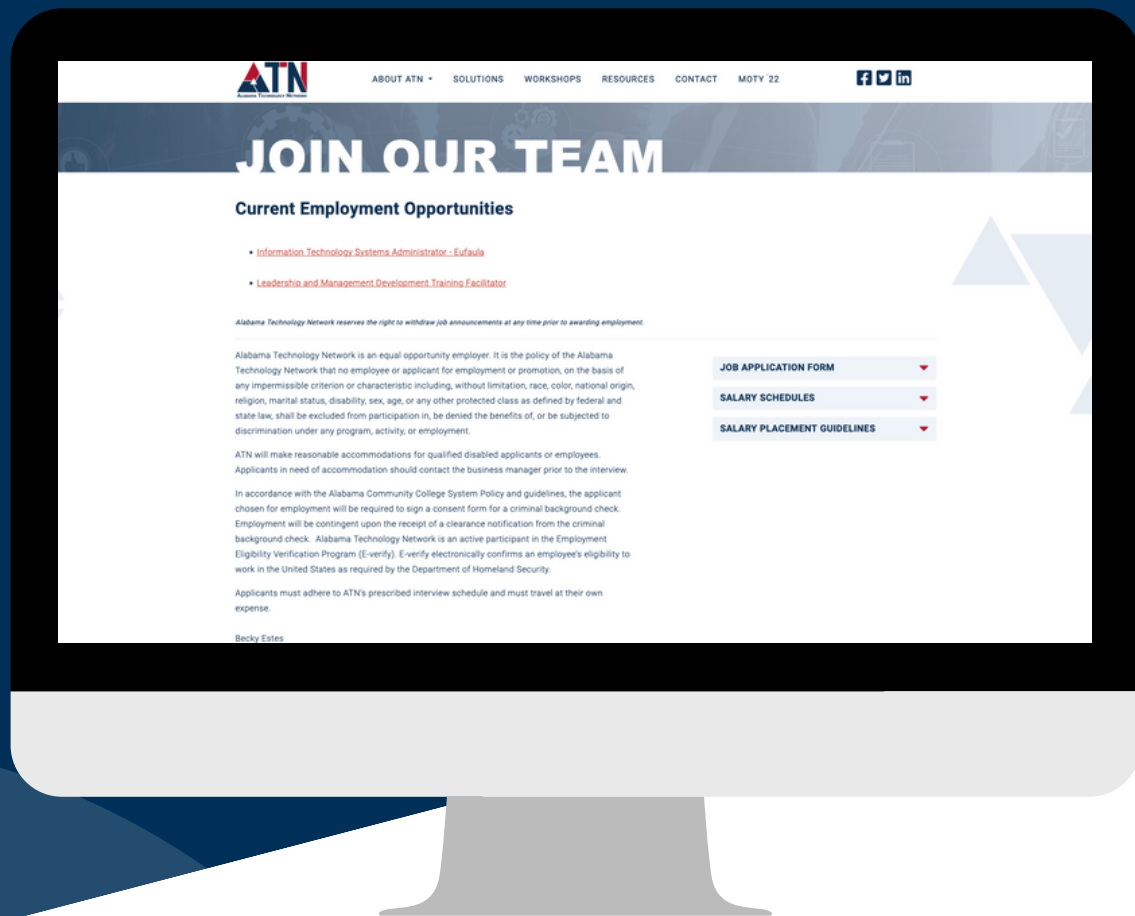 ATN
ALABAMA TECHNOLOGY NETWORK
ABOUT ATN
SOLUTIONS
WORKSHOPS
RESOURCES
CONTACT
MOTY '22
JOIN OUR TEAM
Current Employment Opportunities
• Information Technology Systems Administrator - Eufaula
• Leadership and Management Development Training Facilitator
Alabama Technology Network reserves the right to withdraw job announcements at any time prior to awarding employment.
Alabama Technology Network is an equal opportunity employer. It is the policy of the Alabama
Technology Network that no employee or applicant for employment or promotion, on the basis of
any impermissible criterion or characteristic including, without limitation, race, color, national origin,
religion, marital status, disability, sex, age, or any other protected class as defined by federal and
state law, shall be excluded from participation in, be denied the benefits of, or be subjected to
discrimination under any program, activity, or employment.
ATN will make reasonable accommodations for qualified disabled applicants or employees.
Applicants in need of accommodation should contact the business manager prior to the interview.
In accordance with the Alabama Community College System Policy and guidelines, the applicant
chosen for employment will be required to sign a consent form for a criminal background check.
Employment will be contingent upon the receipt of a clearance notification from the criminal
background check.  Alabama Technology Network is an active participant in the Employment
Eligibility Verification Program (E-verify). E-verify electronically confirms an employee's eligibility to
work in the United States as required by the Department of Homeland Security.
Applicants must adhere to ATN's prescribed interview schedule and must travel at their own
expense.
Becky Estes
JOB APPLICATION FORM
SALARY SCHEDULES
SALARY PLACEMENT GUIDELINES